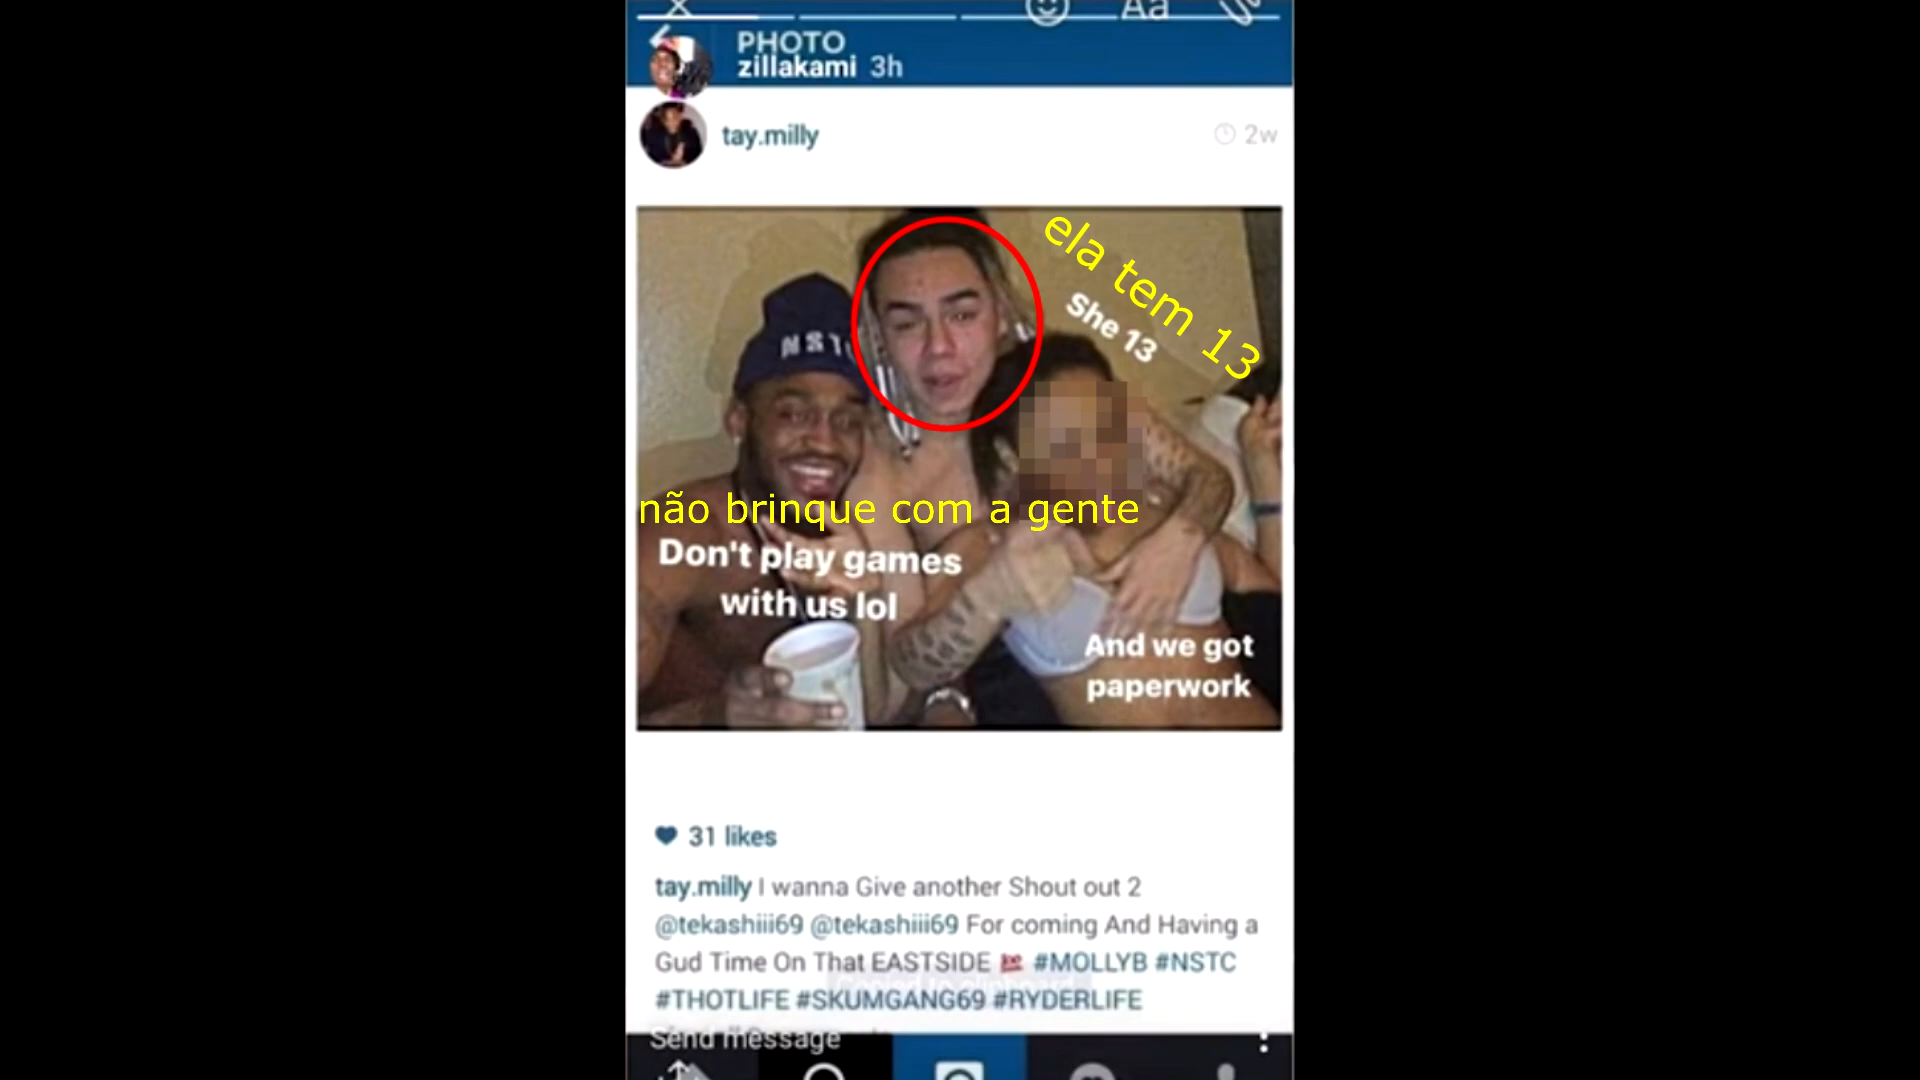 PHOTO
zillakami 3h
tay.milly
2w
ela tem 13
She 13
NST
não brinque com a gente
Don't play games
with us lol
And we got
paperwork
31 likes
tay.milly I wanna Give another Shout out 2
@tekashiii69 @tekashiii69 For coming And Having a
Gud Time On That EASTSIDE #MOLLYB #NSTC
#THOTLIFE #SKUMGANG69 #RYDERLIFE
Send message
Aa